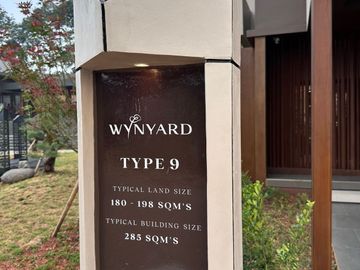 WYNYARD
TYPE 9
TYPICAL LAND SIZE
180 - 198 SQM'S
TYPICAL BUILDING SIZE
285 SQM'S